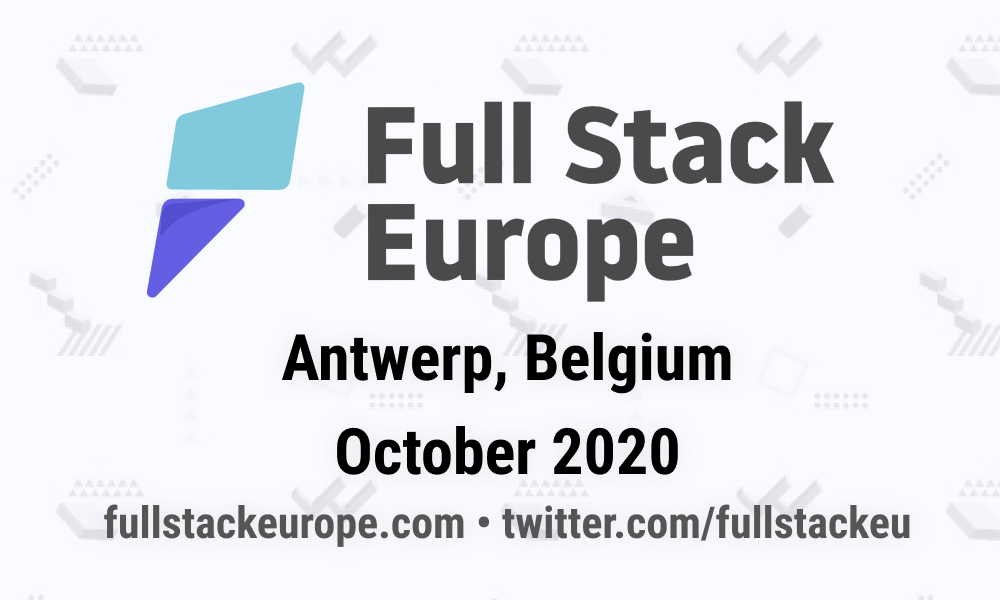 Full Stack
Europe
Antwerp, Belgium
October 2020
fullstackeurope.com • twitter.com/fullstackeu